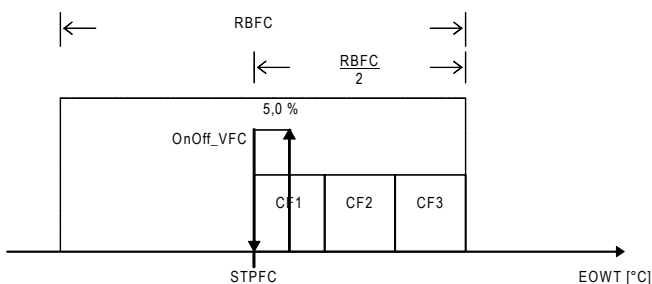 RBFC
RBFC
2
5,0 %
OnOff_VFC
CF1 CF2 CF3
STPFC EOWT [°C]